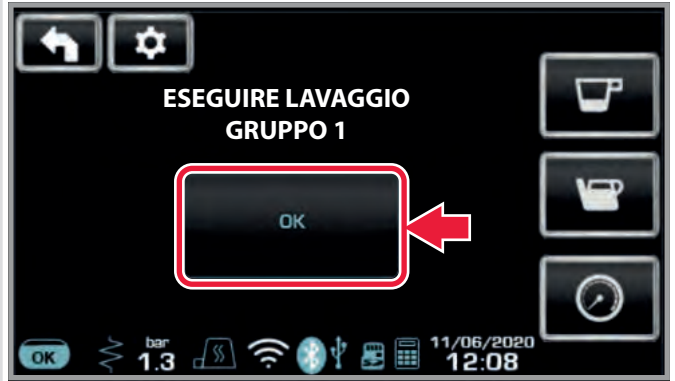 ESEGUIRE LAVAGGIO
GRUPPO 1
OK
OK
bar
1.3
11/06/2020
12:08